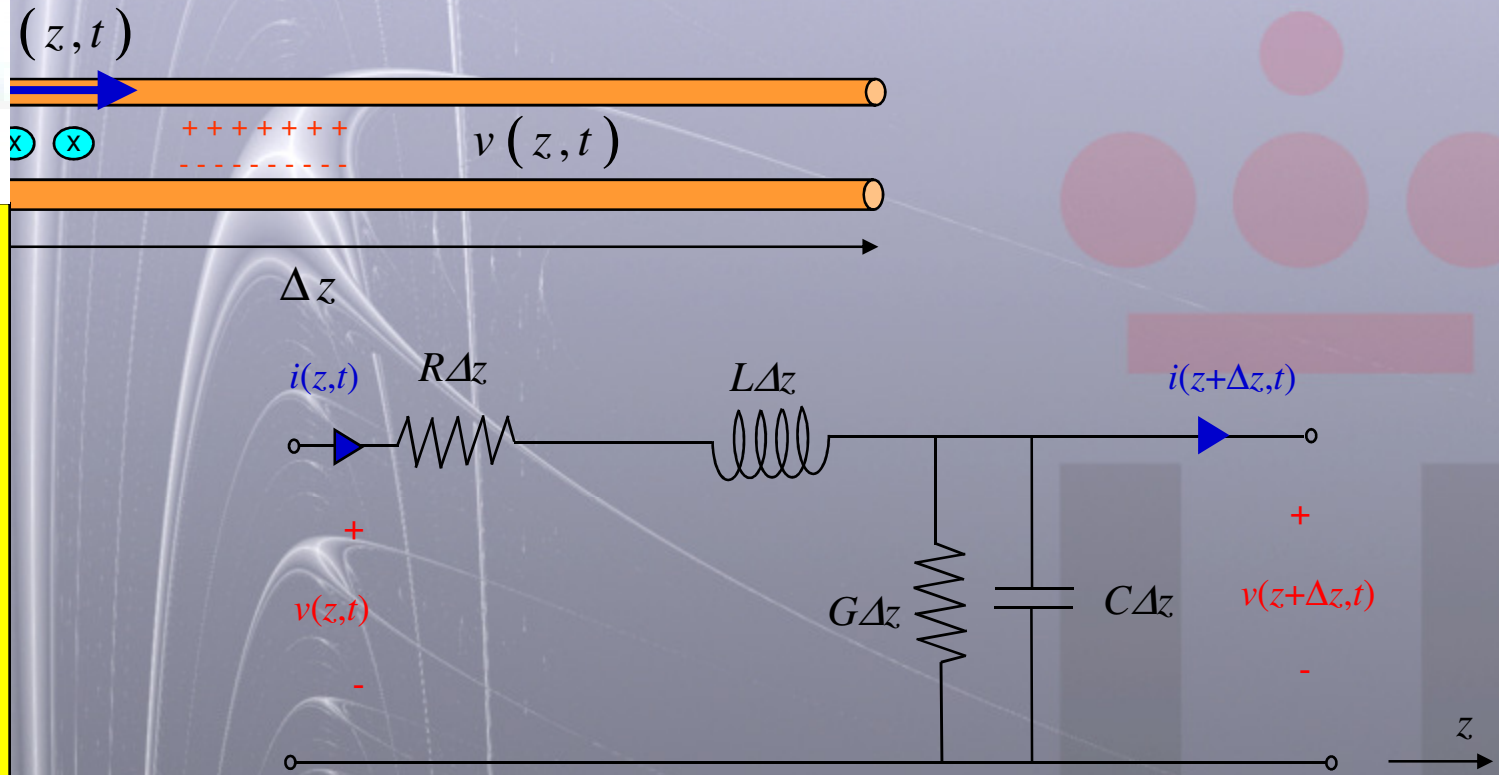 (z,t)
+ + + + + + +
x x
v(z,t)
- - - - - - - - - -
Δz
i(z,t)
RΔz
LΔz
i(z+Δz,t)
+
+
v(z,t)
GΔz
CΔz
v(z+Δz,t)
-
-
z